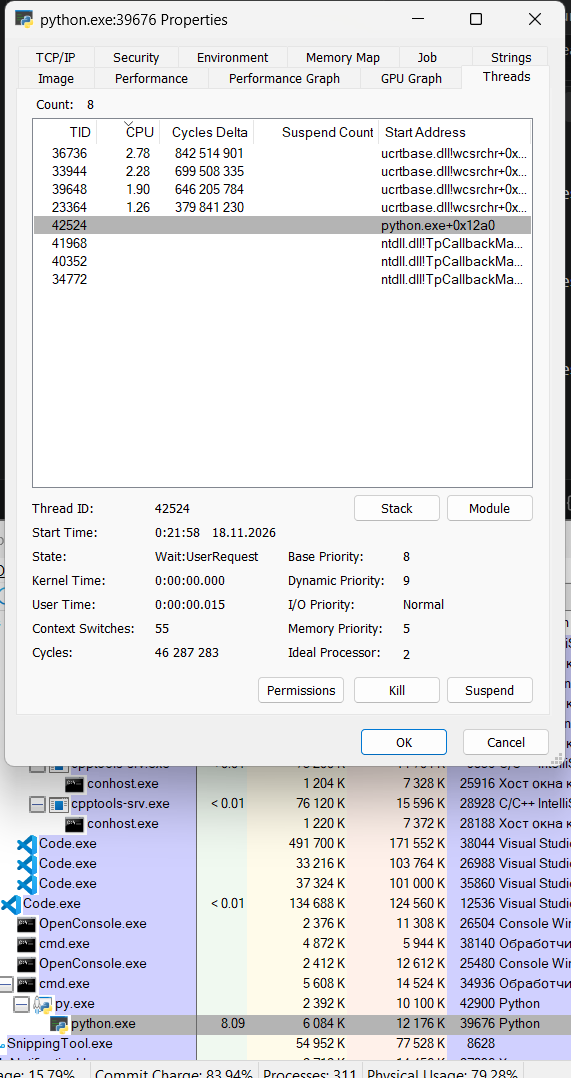 python.exe:39676 Properties
TCP/IP Security Environment Memory Map Job Strings
Image Performance Performance Graph GPU Graph Threads
Count: 8
TID CPU Cycles Delta Suspend Count Start Address
36736 2.78 842 514 901 ucrtbase.dll!wcsrchr+0x...
33944 2.28 699 508 335 ucrtbase.dll!wcsrchr+0x...
39648 1.90 646 205 784 ucrtbase.dll!wcsrchr+0x...
23364 1.26 379 841 230 ucrtbase.dll!wcsrchr+0x...
42524 python.exe+0x12a0
41968 ntdll.dll!TpCallbackMa...
40352 ntdll.dll!TpCallbackMa...
34772 ntdll.dll!TpCallbackMa...
Thread ID: 42524 Stack Module
Start Time: 0:21:58 18.11.2026
State: Wait:UserRequest Base Priority: 8
Kernel Time: 0:00:00.000 Dynamic Priority: 9
User Time: 0:00:00.015 I/O Priority: Normal
Context Switches: 55 Memory Priority: 5
Cycles: 46 287 283 Ideal Processor: 2
Permissions Kill Suspend
OK Cancel
cpptools-srv.exe
conhost.exe 1 204 K 7 328 K 25916 Хост окна к
cpptools-srv.exe < 0.01 76 120 K 15 596 K 28928 C/C++ IntelliS
conhost.exe 1 220 K 7 372 K 28188 Хост окна к
Code.exe 491 700 K 171 552 K 38044 Visual Studio
Code.exe 33 216 K 103 764 K 26988 Visual Studio
Code.exe 37 324 K 101 000 K 35860 Visual Studio
Code.exe < 0.01 134 688 K 124 560 K 12536 Visual Studio
OpenConsole.exe 2 376 K 11 308 K 26504 Console Win
cmd.exe 4 872 K 5 944 K 38140 Обработчи
OpenConsole.exe 2 412 K 12 612 K 25480 Console Win
cmd.exe 5 608 K 14 524 K 34936 Обработчи
py.exe 2 392 K 10 100 K 42900 Python
python.exe 8.09 6 084 K 12 176 K 39676 Python
SnippingTool.exe 54 952 K 77 528 K 8628
age: 15.79% Commit Charge: 83.94% Processes: 311 Physical Usage: 79.28%